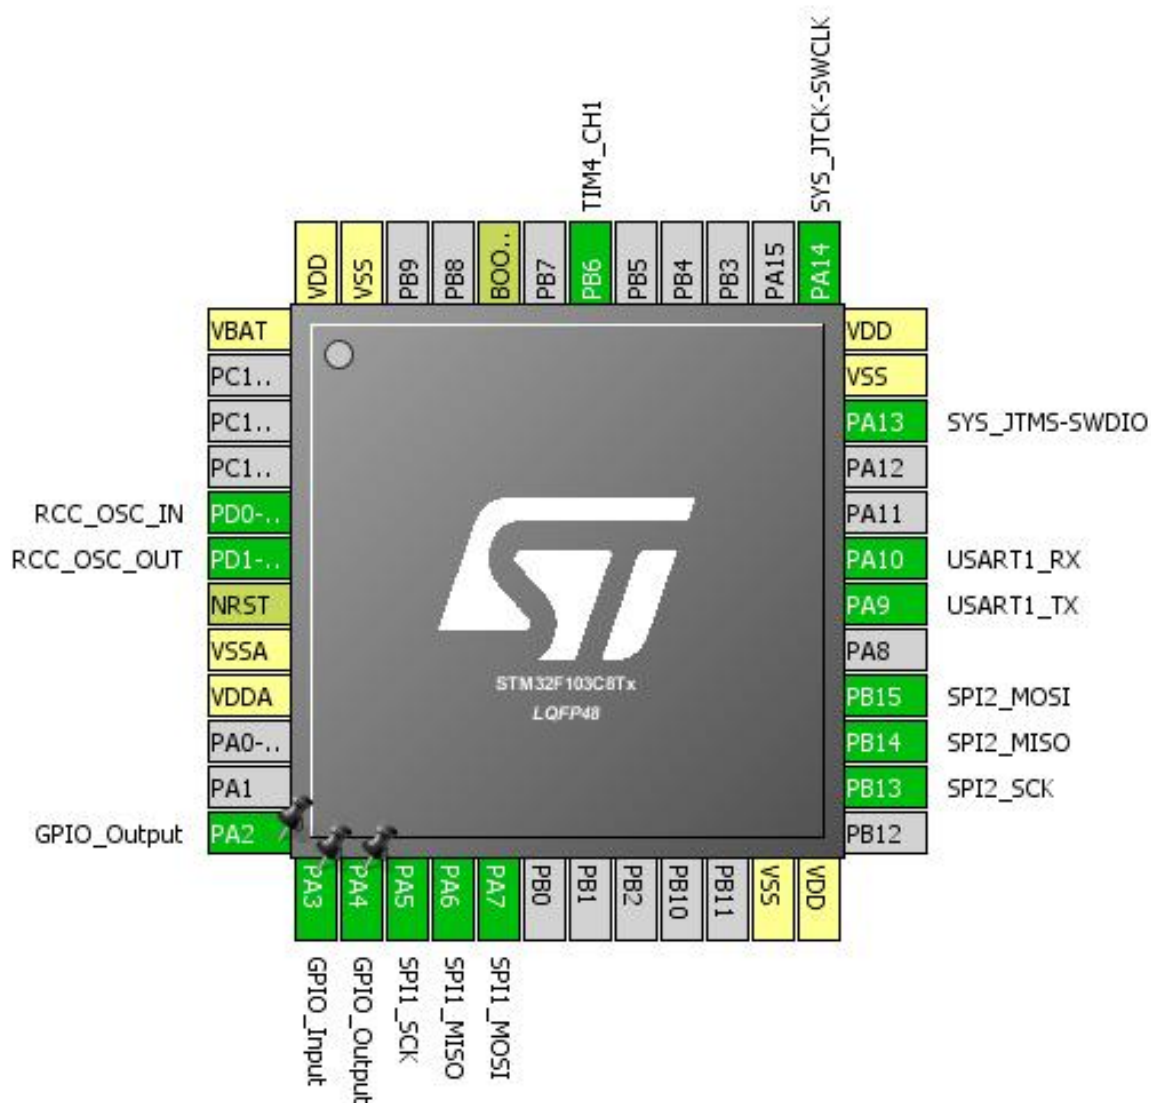 SYS_JTCK-SWCLK
TIM4_CH1
VDD
VSS
PB9
PB8
BOO..
PB7
PB6
PB5
PB4
PB3
PA15
PA14
VBAT
PC1..
PC1..
PC1..
RCC_OSC_IN PD0-..
RCC_OSC_OUT PD1-..
NRST
VSSA
VDDA
PA0-..
PA1
GPIO_Output PA2
VDD
VSS
PA13 SYS_JTMS-SWDIO
PA12
PA11
PA10 USART1_RX
PA9 USART1_TX
PA8
PB15 SPI2_MOSI
PB14 SPI2_MISO
PB13 SPI2_SCK
PB12
ST
STM32F103C8Tx
LQFP48
PA3
PA4
PA5
PA6
PA7
PB0
PB1
PB2
PB10
PB11
VSS
VDD
GPIO_Input
GPIO_Output
SPI1_SCK
SPI1_MISO
SPI1_MOSI